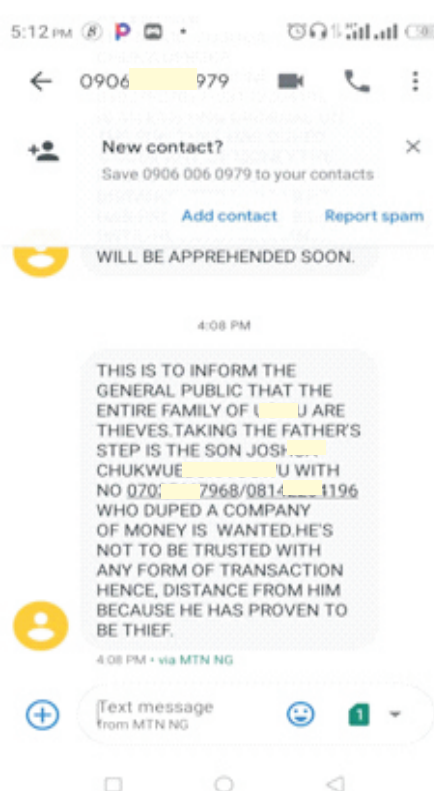 5:12 PM
0906 979
New contact?
Save 0906 006 0979 to your contacts
Add contact Report spam
WILL BE APPREHENDED SOON.
4:08 PM
THIS IS TO INFORM THE
GENERAL PUBLIC THAT THE
ENTIRE FAMILY OF U ARE
THIEVES.TAKING THE FATHER'S
STEP IS THE SON
CHUKWUE U WITH
NO 7968/ 4196
WHO DUPED A COMPANY
OF MONEY IS WANTED.HE'S
NOT TO BE TRUSTED WITH
ANY FORM OF TRANSACTION
HENCE, DISTANCE FROM HIM
BECAUSE HE HAS PROVEN TO
BE THIEF.
4:08 PM • via MTN NG
Text message
from MTN NG
1